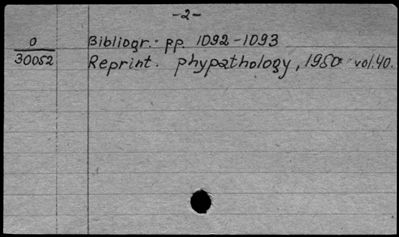 -2-
0 Bibliogr.- pp. 1092-1093
30052 Reprint. phypathology, 1950 vol.40.